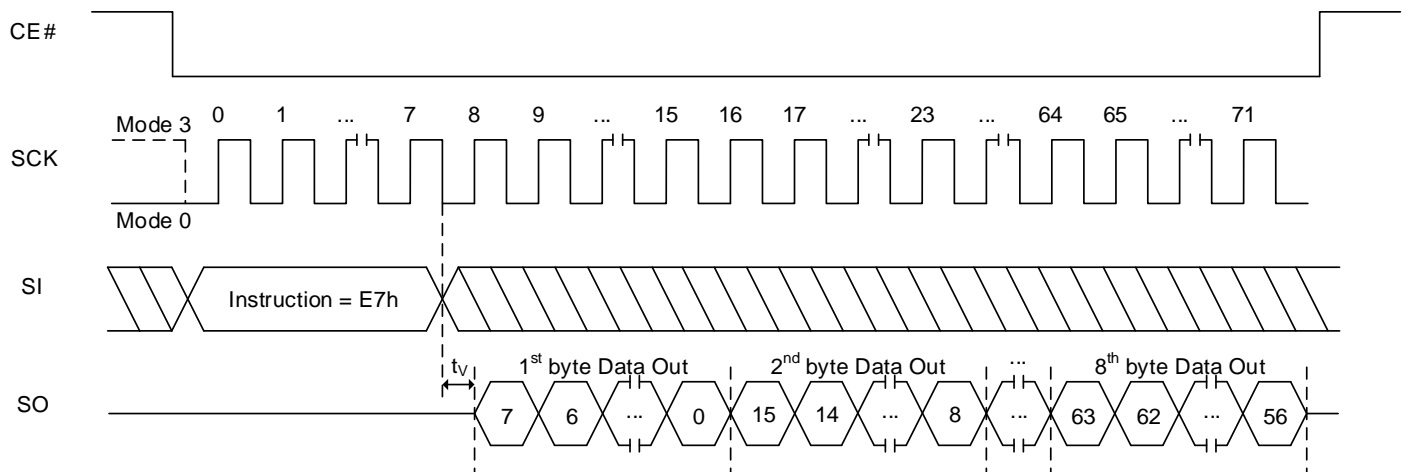 CE#
0 1 ... 7 8 9 ... 15 16 17 ... 23 ... 64 65 ... 71
Mode 3
SCK
Mode 0
SI
Instruction = E7h
tV 1st byte Data Out 2nd byte Data Out ... 8th byte Data Out
SO
7 6 ... 0 15 14 ... 8 ... 63 62 ... 56